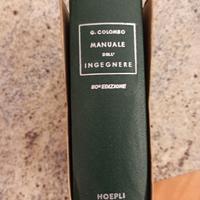 G. COLOMBO
MANUALE
DELL'
INGEGNERE
80ª EDIZIONE
HOEPLI